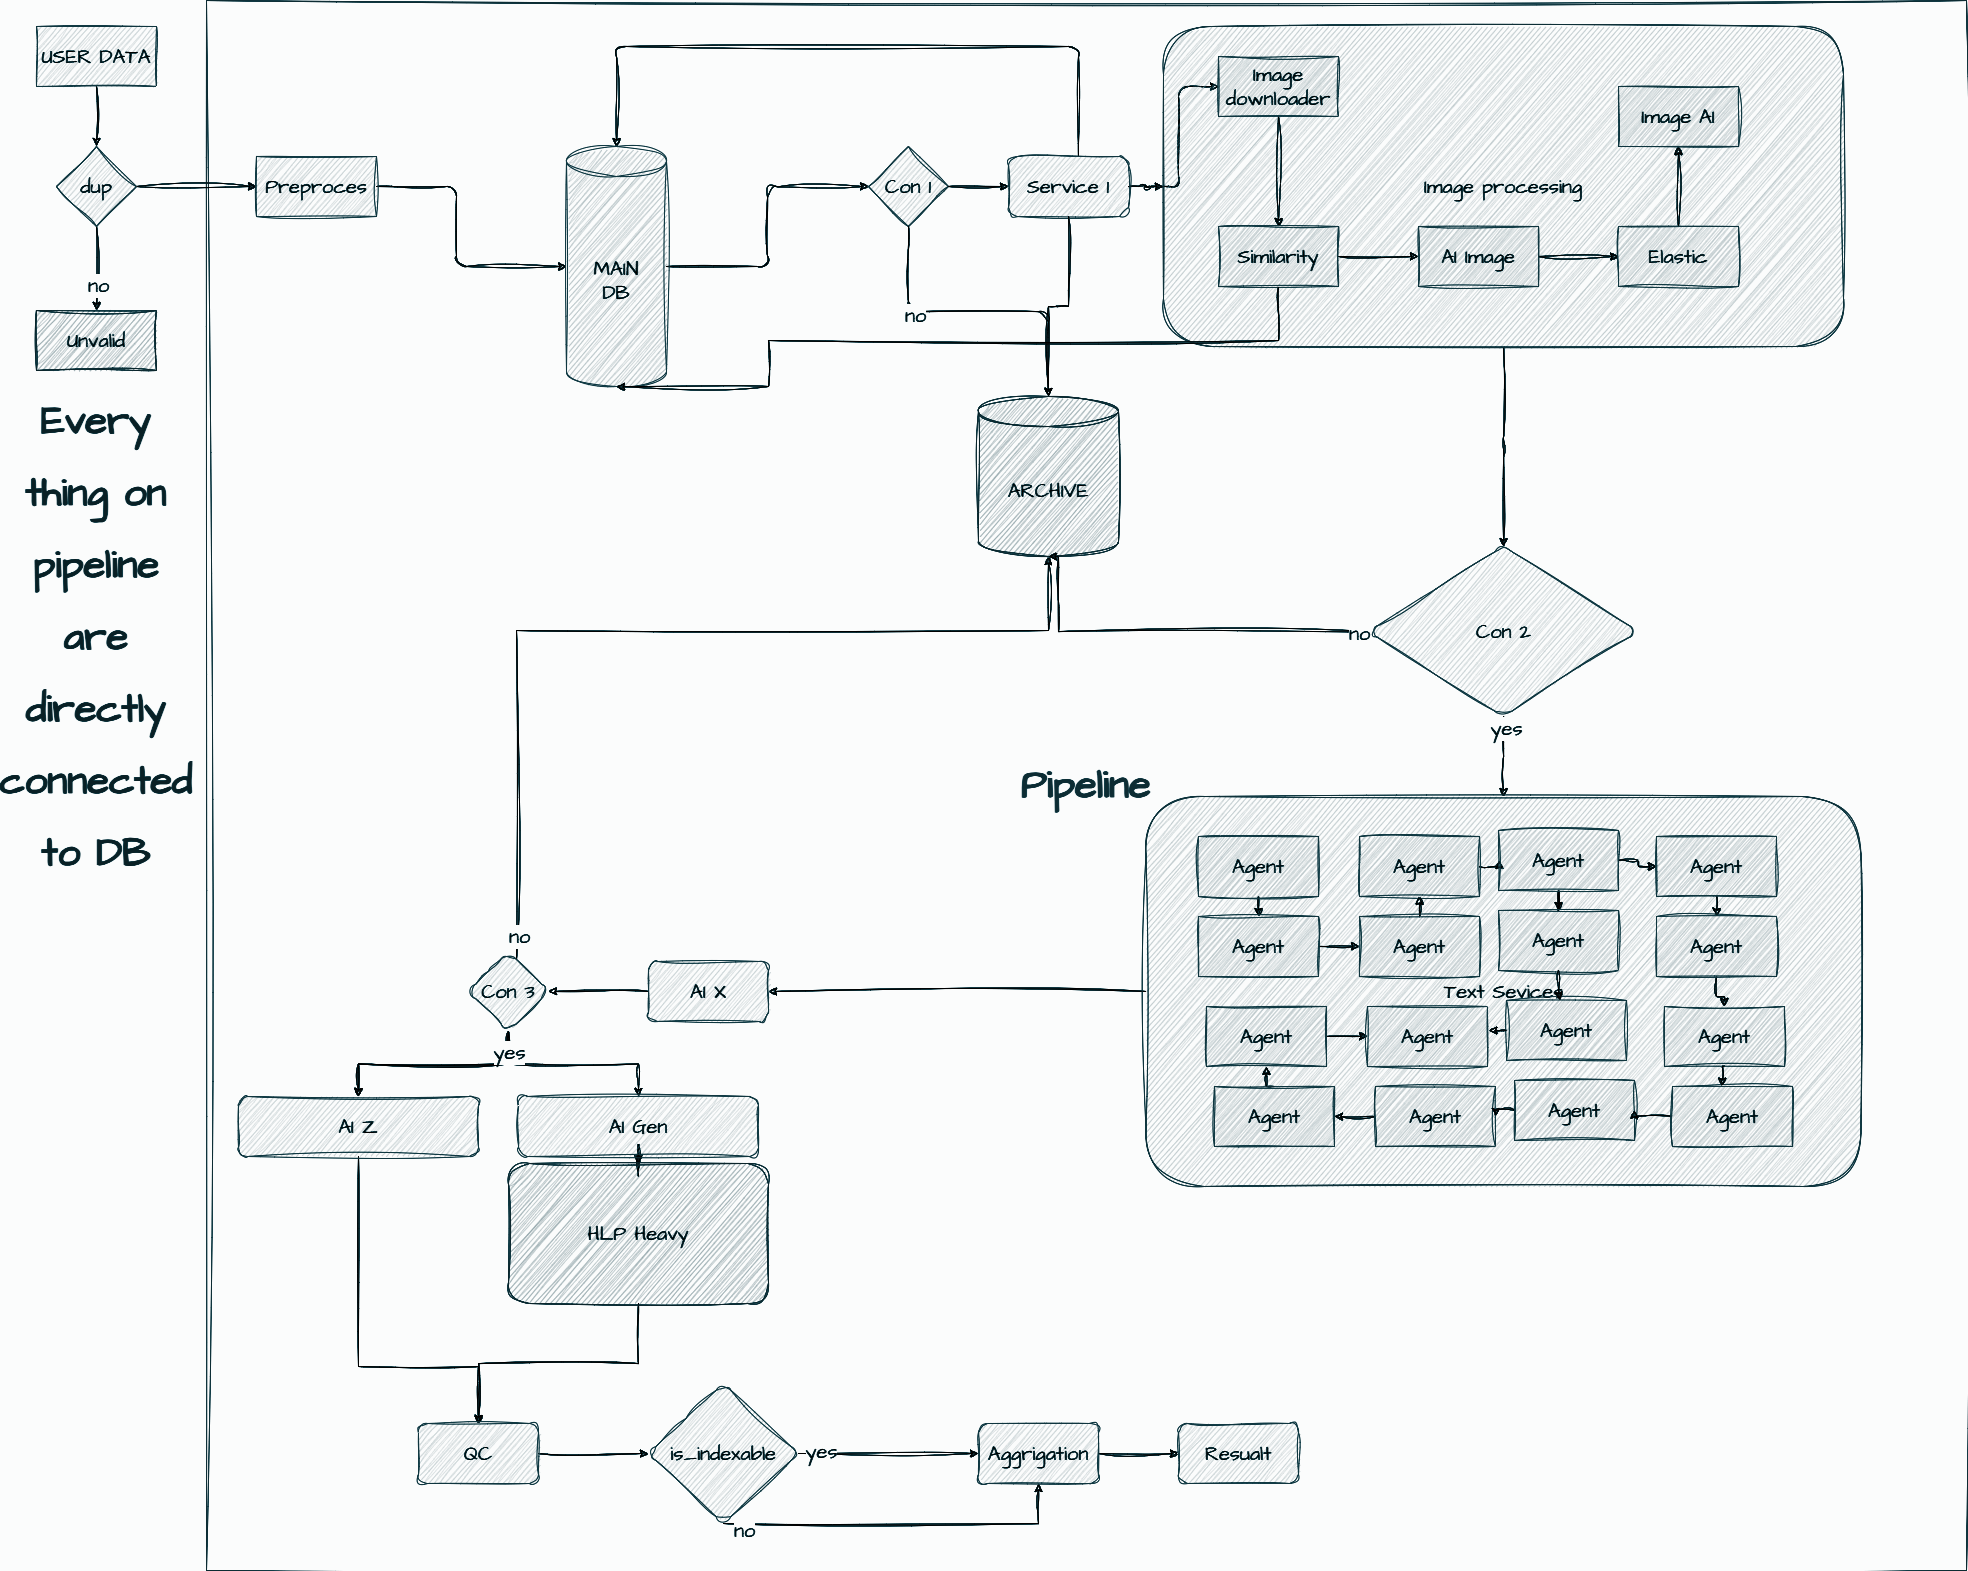 USER DATA
dup
no
Unvalid
Every
thing on
pipeline
are
directly
connected
to DB
Preproces
MAIN
DB
Con 1
no
Service 1
Image
downloader
Image AI
Image processing
Similarity
AI Image
Elastic
ARCHIVE
Con 2
no
yes
Pipeline
Agent
Agent
Agent
Agent
Agent
Agent
Agent
Agent
Text Sevices
Agent
Agent
Agent
Agent
Agent
Agent
Agent
Agent
AI X
no
Con 3
yes
AI Z
AI Gen
HLP Heavy
QC
is_indexable
yes
no
Aggrigation
Resualt